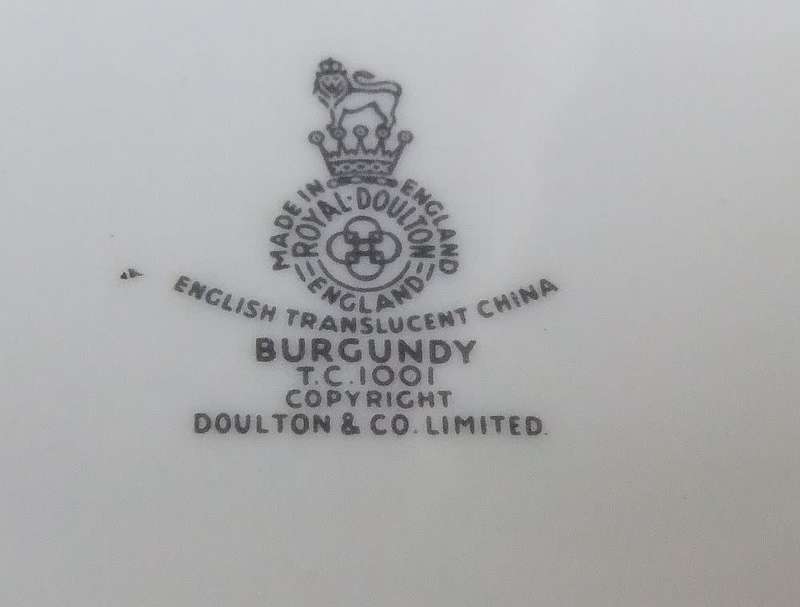 MADE IN ENGLAND
ROYAL·DOULTON
ENGLAND
ENGLISH TRANSLUCENT CHINA
BURGUNDY
T.C.1001
COPYRIGHT
DOULTON & CO. LIMITED.